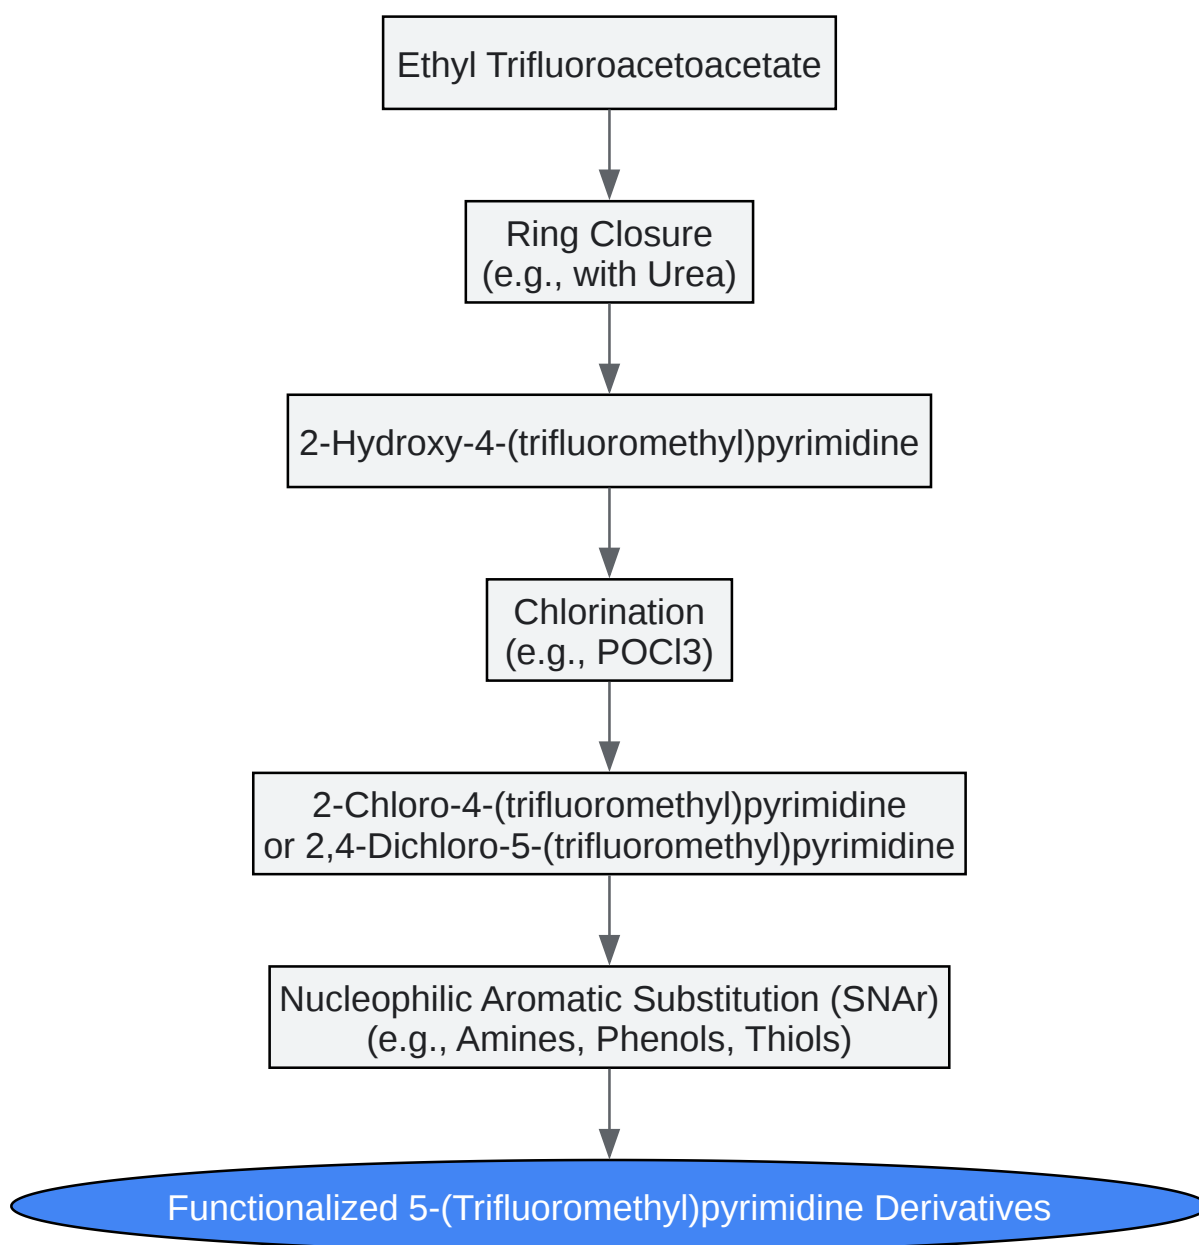 Ethyl Trifluoroacetoacetate
Ring Closure
(e.g., with Urea)
2-Hydroxy-4-(trifluoromethyl)pyrimidine
Chlorination
(e.g., POCl3)
2-Chloro-4-(trifluoromethyl)pyrimidine
or 2,4-Dichloro-5-(trifluoromethyl)pyrimidine
Nucleophilic Aromatic Substitution (SNAr)
(e.g., Amines, Phenols, Thiols)
Functionalized 5-(Trifluoromethyl)pyrimidine Derivatives